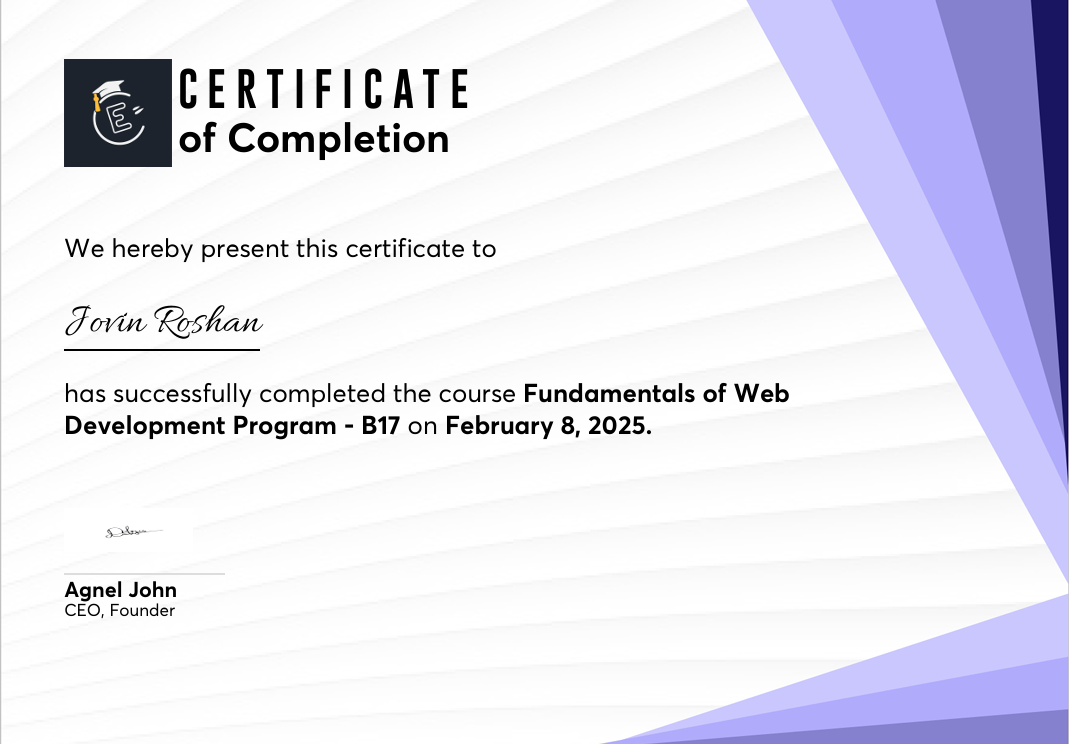 CERTIFICATE
of Completion
We hereby present this certificate to
Jovin Roshan
has successfully completed the course Fundamentals of Web
Development Program - B17 on February 8, 2025.
Agnel John
CEO, Founder